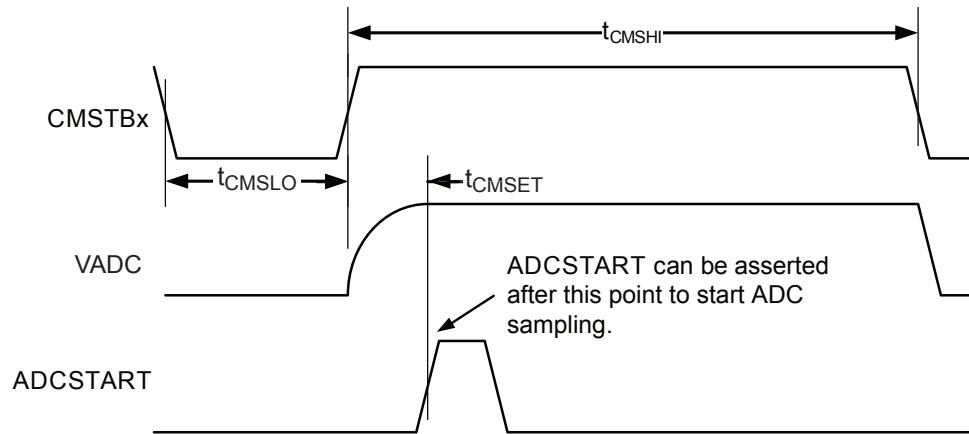 tCMSHI
CMSTBx
tCMSLO
tCMSET
VADC
ADCSTART can be asserted
after this point to start ADC
sampling.
ADCSTART